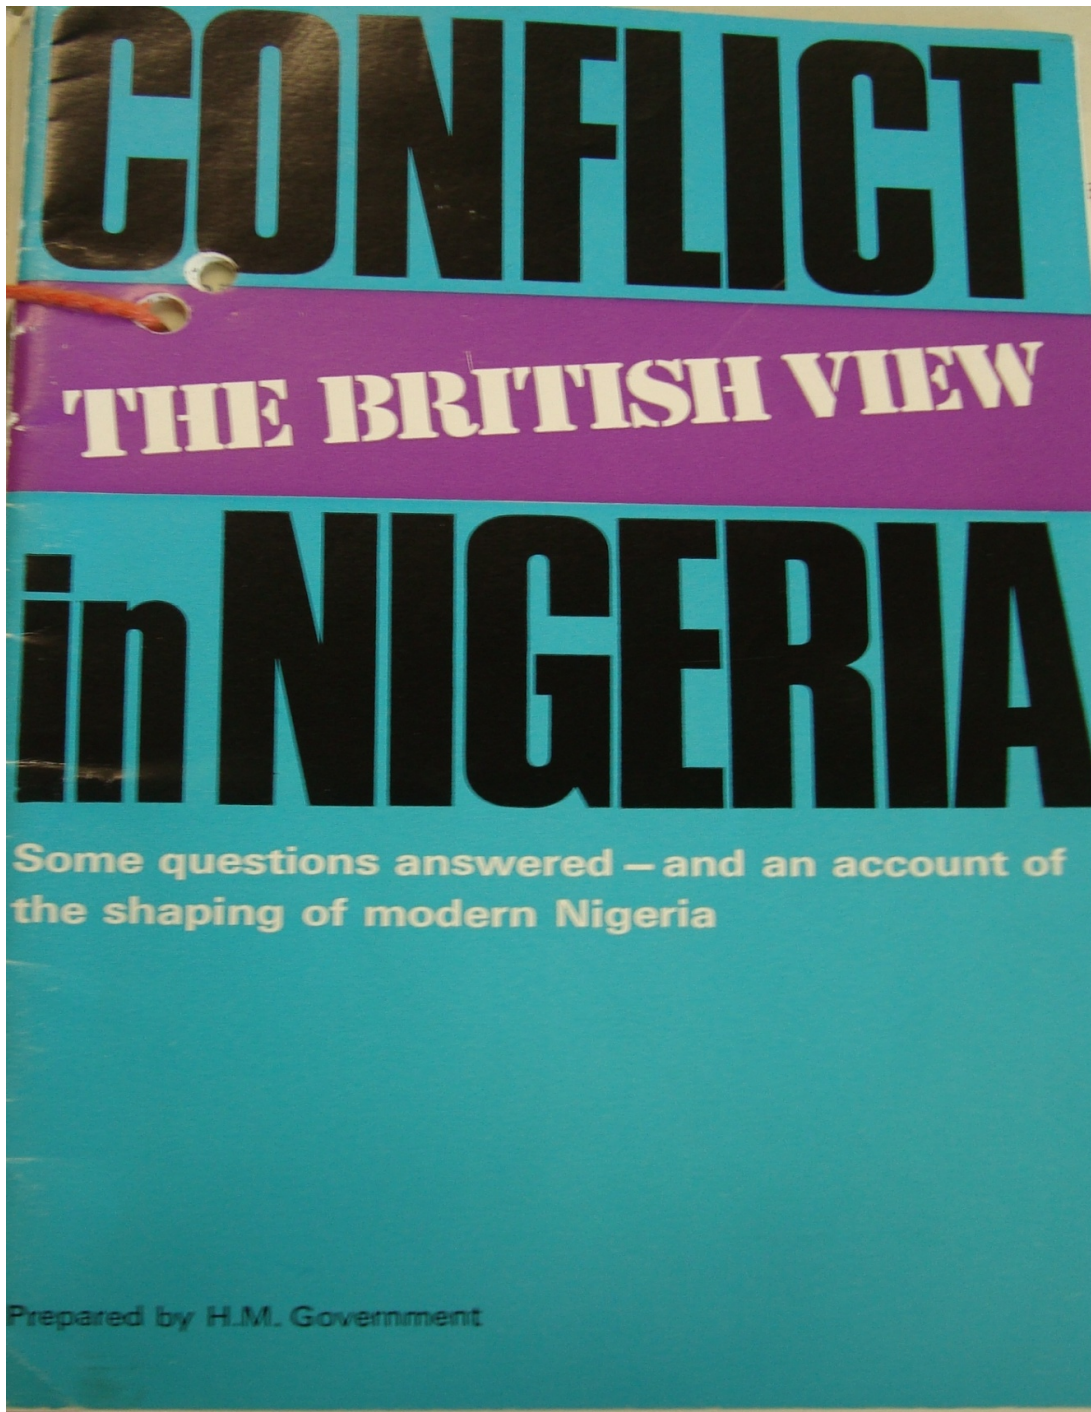 CONFLICT
THE BRITISH VIEW
in NIGERIA
Some questions answered – and an account of
the shaping of modern Nigeria
Prepared by H.M. Government